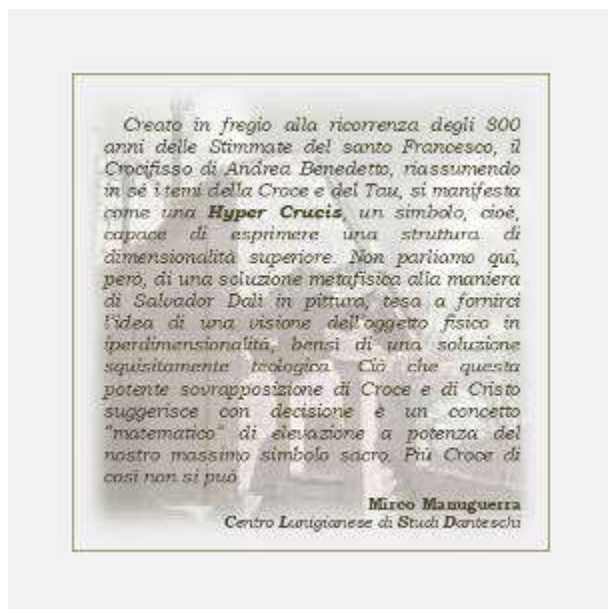 Creato in fregio alla ricorrenza degli 800
anni delle Stimmate del santo Francesco, il
Crocifisso di Andrea Benedetto, riassumendo
in sé i temi della Croce e del Tau, si manifesta
come una Hyper Crucis, un simbolo, cioè,
capace di esprimere una struttura di
dimensionalità superiore. Non parliamo qui,
però, di una soluzione metafisica alla maniera
di Salvador Dalì in pittura, tesa a fornirci
l'idea di una visione dell'oggetto fisico in
iperdimensionalità, bensì di una soluzione
squisitamente teologica. Ciò che questa
potente sovrapposizione di Croce e di Cristo
suggerisce con decisione è un concetto
"matematico" di elevazione a potenza del
nostro massimo simbolo sacro. Più Croce di
così non si può
Mirco Manuguerra
Centro Lunigianese di Studi Danteschi